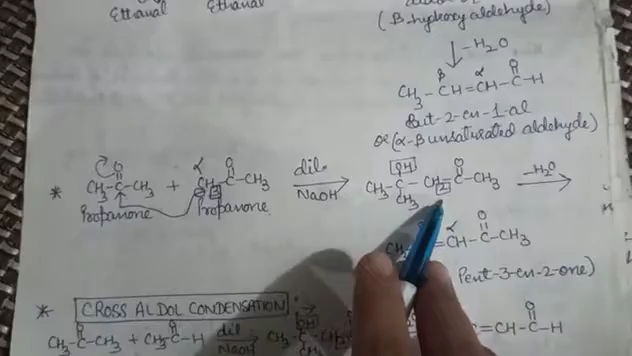 Ethanal Ethanal
(β-hydroxy aldehyde)
↓ -H₂O
CH₃ - CH = CH - C - H
β α O
But-2-en-1-al
or (α-β unsaturated aldehyde)
* CH₃-C-CH₃ + CH₃-C-CH₃ dil. NaOH → CH₃-C-CH₂-C-CH₃ -H₂O →
O α O OH O
CH₃
Propanone Propanone
=CH-C-CH₃
α O
Pent-3-en-2-one)
* CROSS ALDOL CONDENSATION :→
CH₃-C-CH₃ + CH₃-C-H dil NaOH → CH₃
=CH-C-H
O